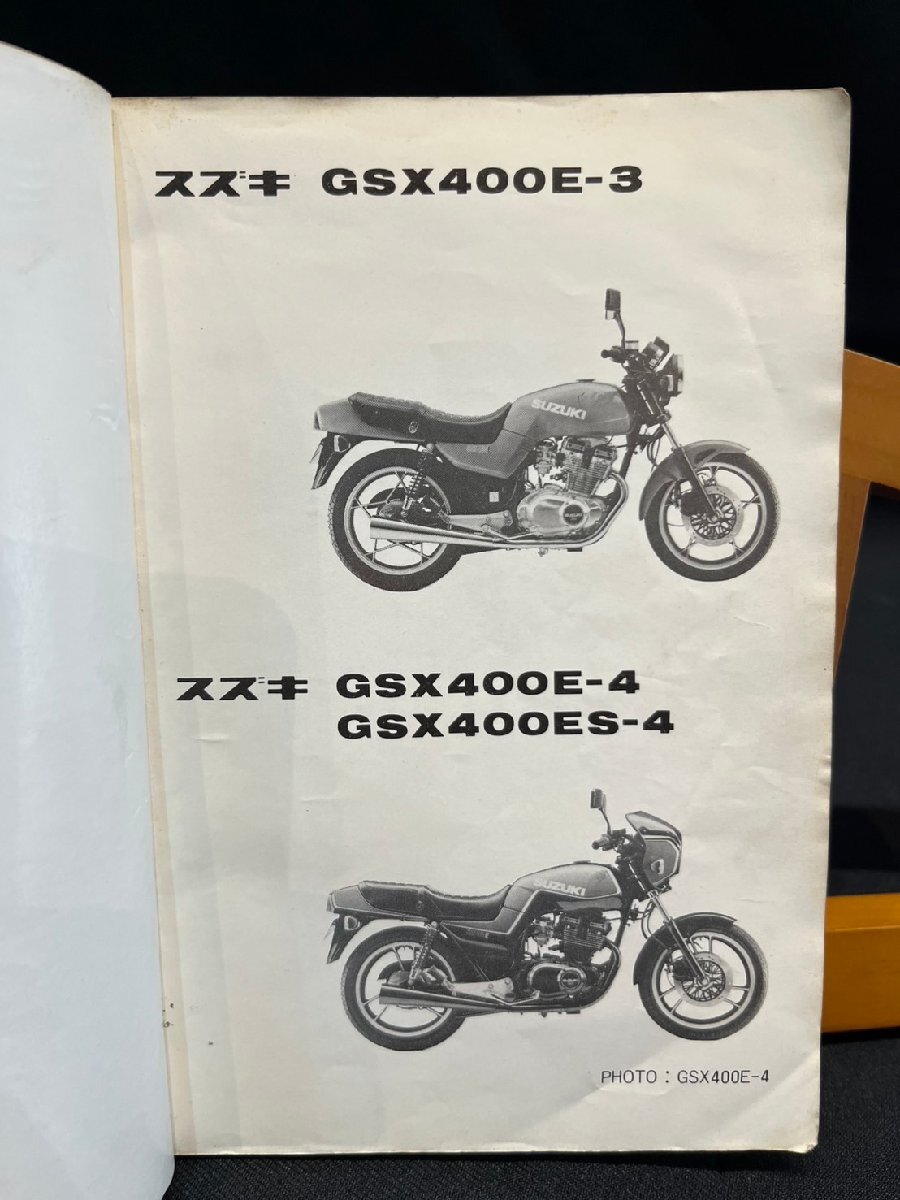 スズキ GSX400E-3
SUZUKI
スズキ GSX400E-4
GSX400ES-4
SUZUKI
PHOTO : GSX400E-4